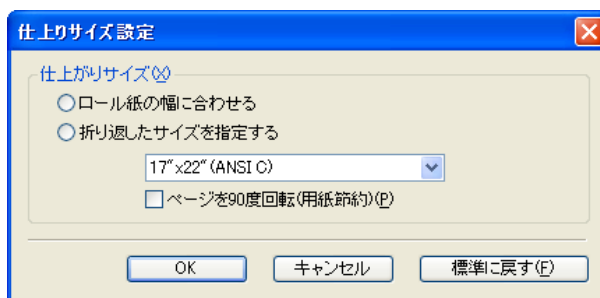 仕上りサイズ設定
仕上がりサイズ(X)
ロール紙の幅に合わせる
折り返したサイズを指定する
17"x22"(ANSI C)
ページを90度回転(用紙節約)(P)
OK キャンセル 標準に戻す(F)